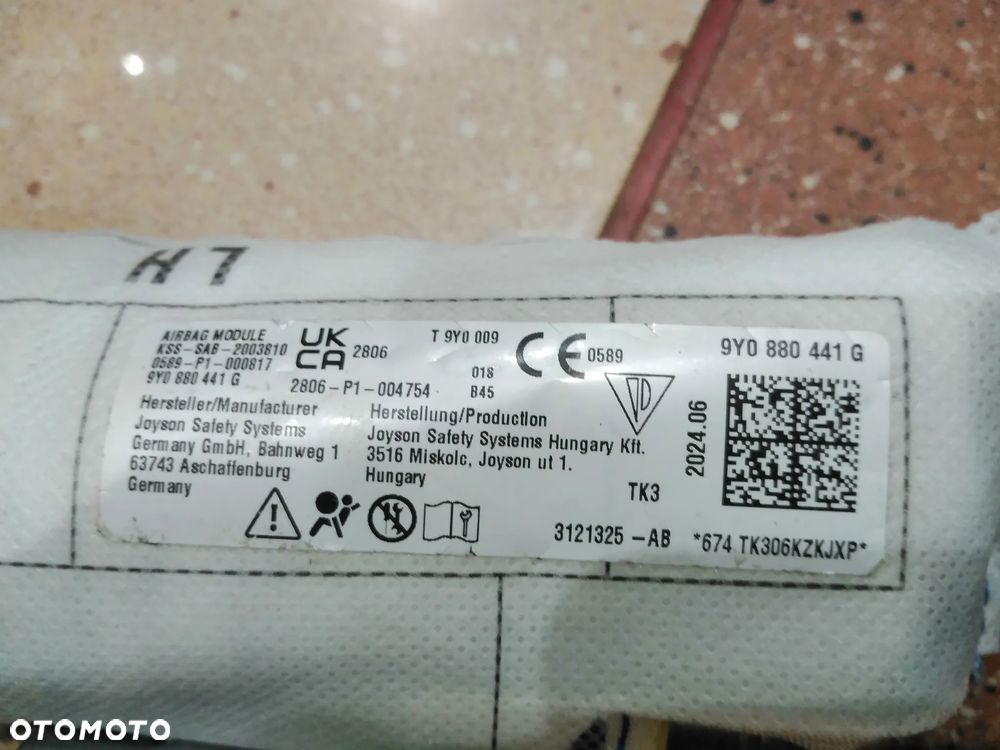 N7
AIRBAG MODULE
KSS-SAB-2003810
0589-P1-000817
9Y0 880 441 G
UK
CA
2806
2806-P1-004754
T 9Y0 009
01S
B45
CE
0589
9Y0 880 441 G
Hersteller/Manufacturer
Joyson Safety Systems
Germany GmbH, Bahnweg 1
63743 Aschaffenburg
Germany
Herstellung/Production
Joyson Safety Systems Hungary Kft.
3516 Miskolc, Joyson ut 1.
Hungary
TD
2024.06
TK3
3121325-AB
*674 TK306KZKJXP*
OTOMOTO